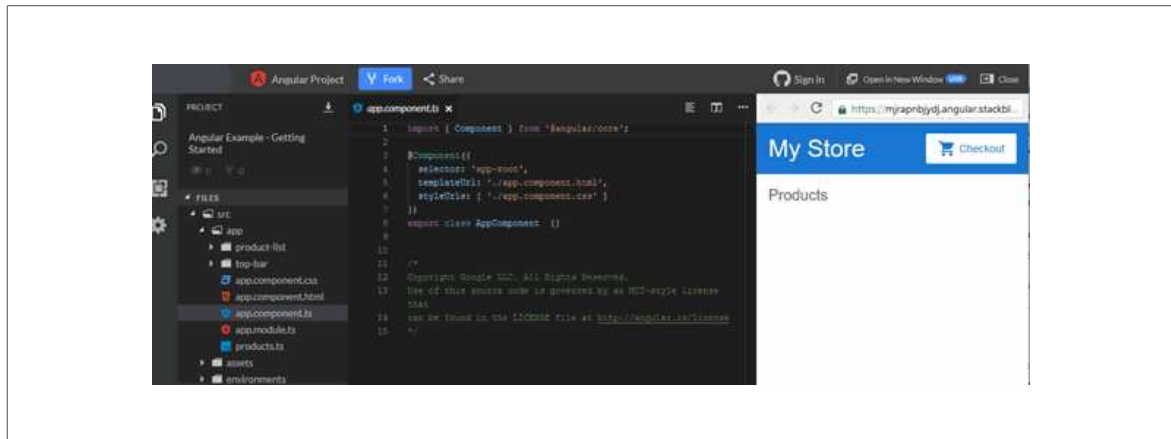 Angular Project
Fork
Share
Sign in
Open in New Window LIVE
Close
PROJECT
Angular Example - Getting
Started
FILES
src
app
product-list
top-bar
app.component.css
app.component.html
app.component.ts
app.module.ts
products.ts
assets
environments
app.component.ts
1 import { Component } from '@angular/core';
2
3 @Component({
4 selector: 'app-root',
5 templateUrl: './app.component.html',
6 styleUrls: [ './app.component.css' ]
7 })
8 export class AppComponent {}
9
10
11 /*
12 Copyright Google LLC. All Rights Reserved.
13 Use of this source code is governed by an MIT-style license
that
14 can be found in the LICENSE file at http://angular.io/license
15 */
https://mjrapnbjydj.angular.stackbl...
My Store
Checkout
Products